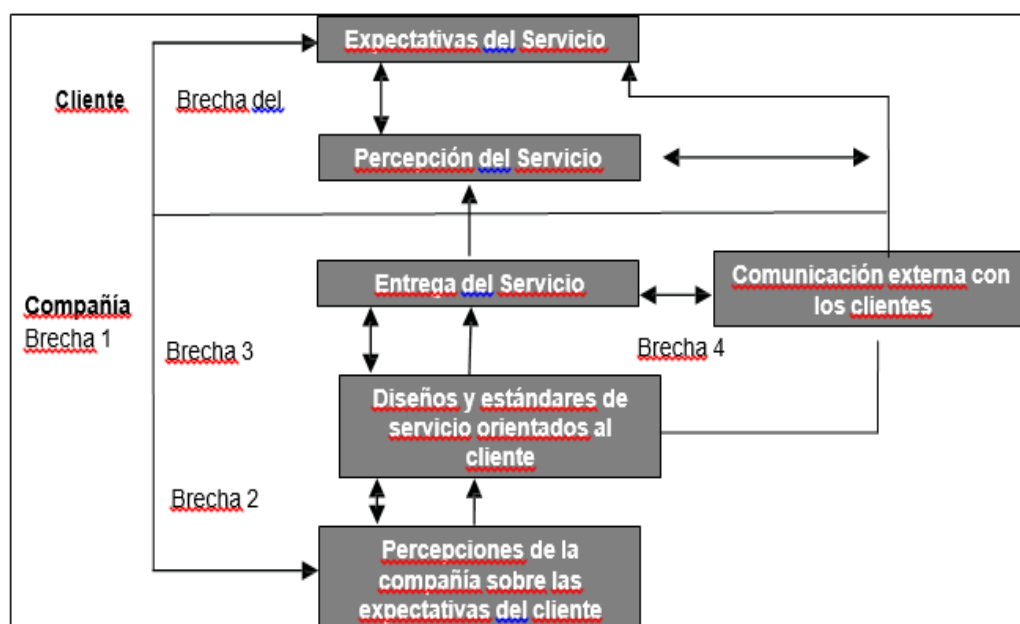 Expectativas del Servicio
Cliente
Brecha del
Percepción del Servicio
Entrega del Servicio
Comunicación externa con
los clientes
Compañía
Brecha 1
Brecha 3
Brecha 4
Diseños y estándares de
servicio orientados al
cliente
Brecha 2
Percepciones de la
compañía sobre las
expectativas del cliente